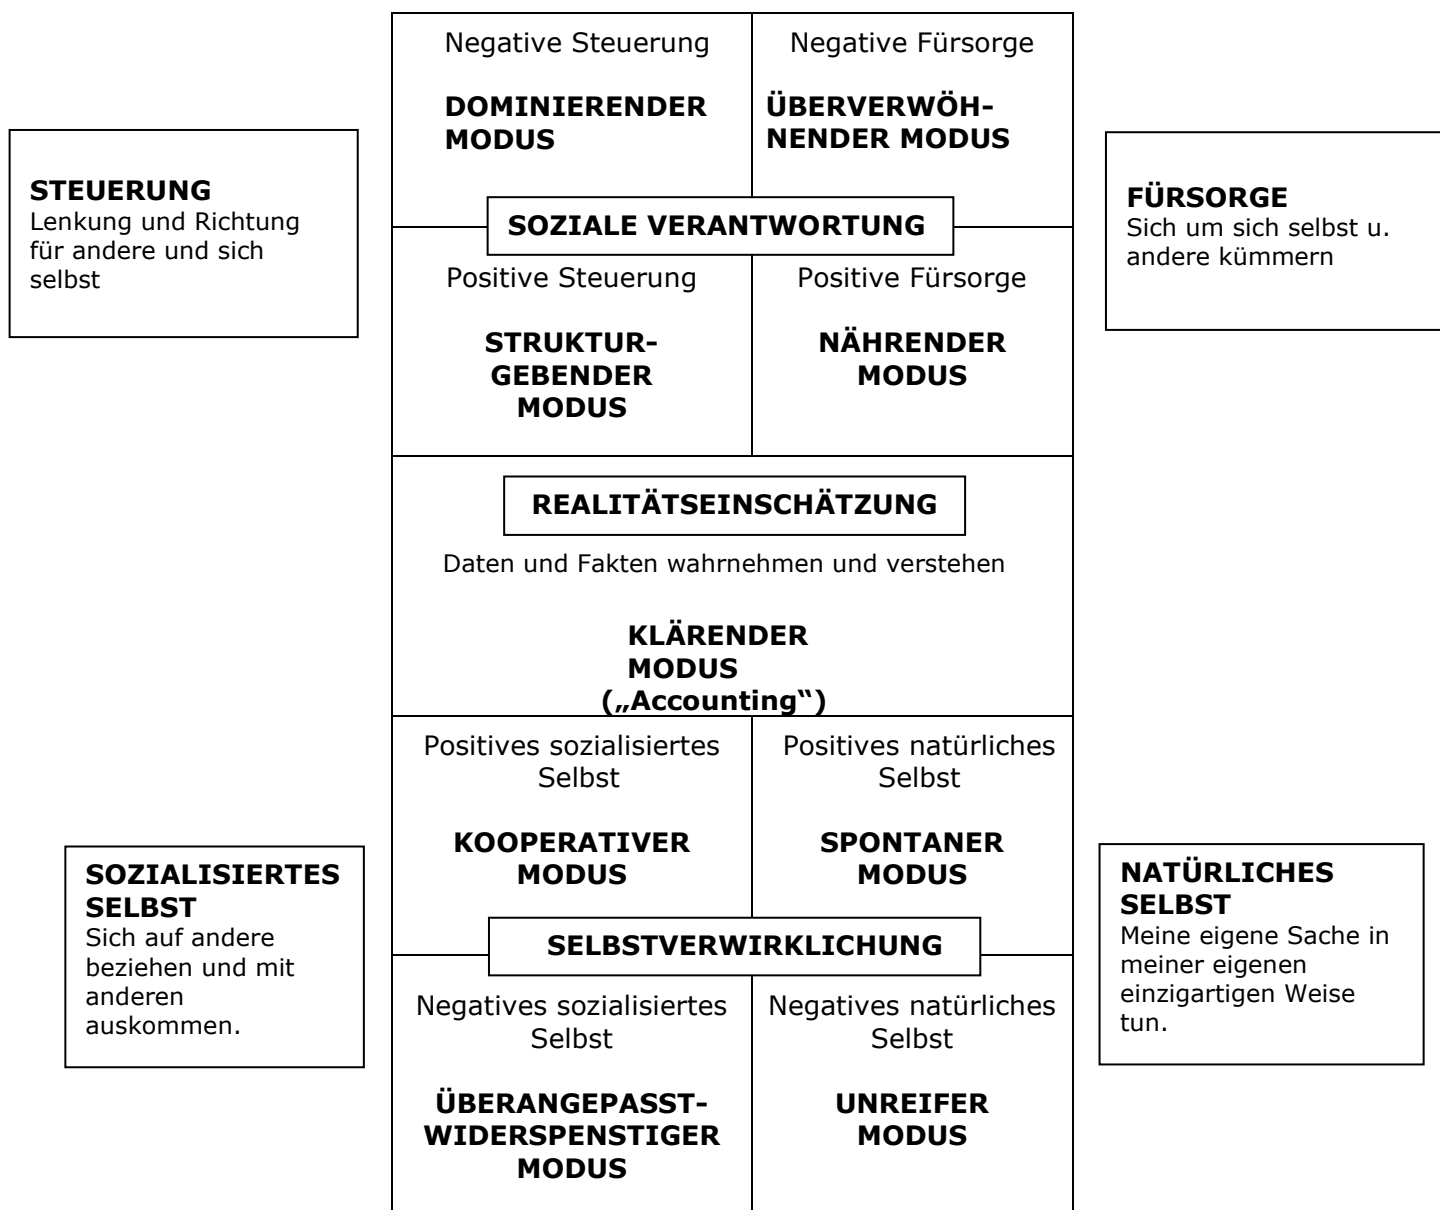 Negative Steuerung
DOMINIERENDER
MODUS
Negative Fürsorge
ÜBERVERWÖH-
NENDER MODUS
STEUERUNG
Lenkung und Richtung
für andere und sich
selbst
SOZIALE VERANTWORTUNG
FÜRSORGE
Sich um sich selbst u.
andere kümmern
Positive Steuerung
STRUKTUR-
GEBENDER
MODUS
Positive Fürsorge
NÄHRENDER
MODUS
REALITÄTSEINSCHÄTZUNG
Daten und Fakten wahrnehmen und verstehen
KLÄRENDER
MODUS
(„Accounting“)
Positives sozialisiertes
Selbst
KOOPERATIVER
MODUS
Positives natürliches
Selbst
SPONTANER
MODUS
SOZIALISIERTES
SELBST
Sich auf andere
beziehen und mit
anderen
auskommen.
SELBSTVERWIRKLICHUNG
NATÜRLICHES
SELBST
Meine eigene Sache in
meiner eigenen
einzigartigen Weise
tun.
Negatives sozialisiertes
Selbst
ÜBERANGEPASST-
WIDERSPENSTIGER
MODUS
Negatives natürliches
Selbst
UNREIFER
MODUS